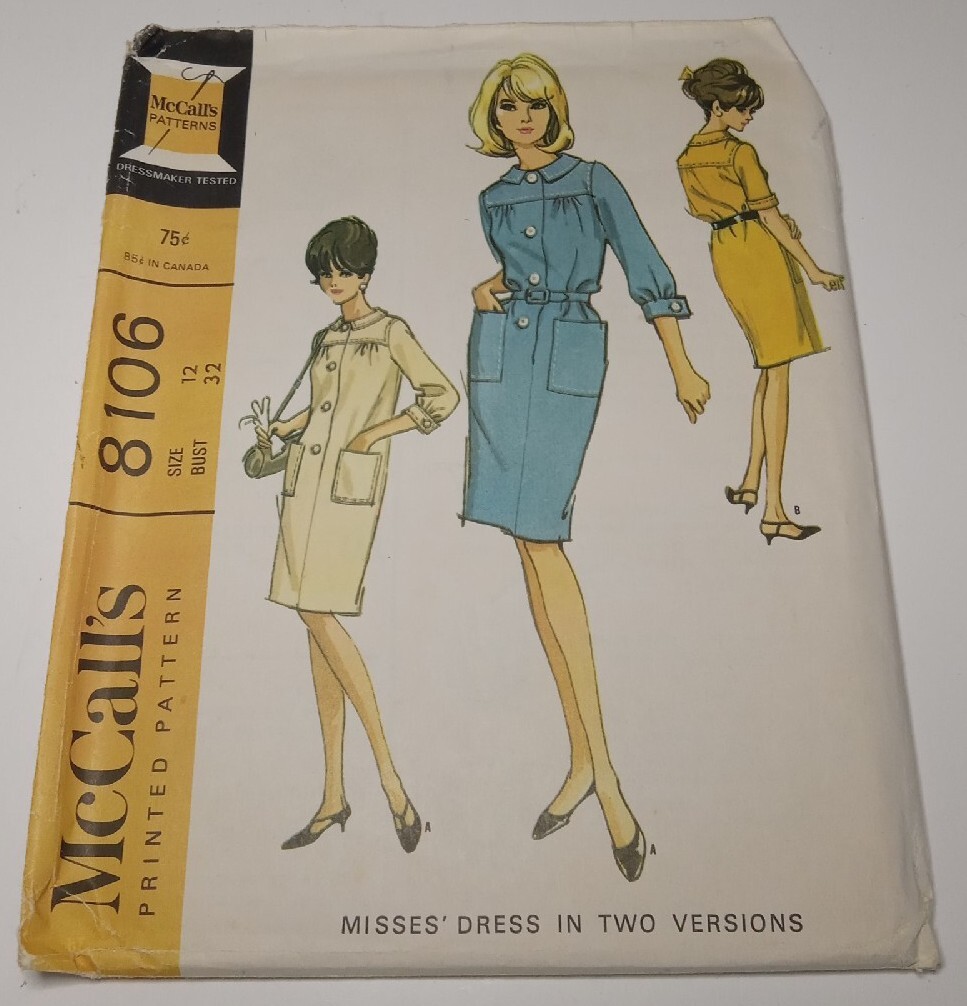 McCall's
PATTERNS
DRESSMAKER TESTED
75¢
85¢ IN CANADA
8106
SIZE 12
BUST 32
McCall's
PRINTED PATTERN
A
A
B
MISSES' DRESS IN TWO VERSIONS